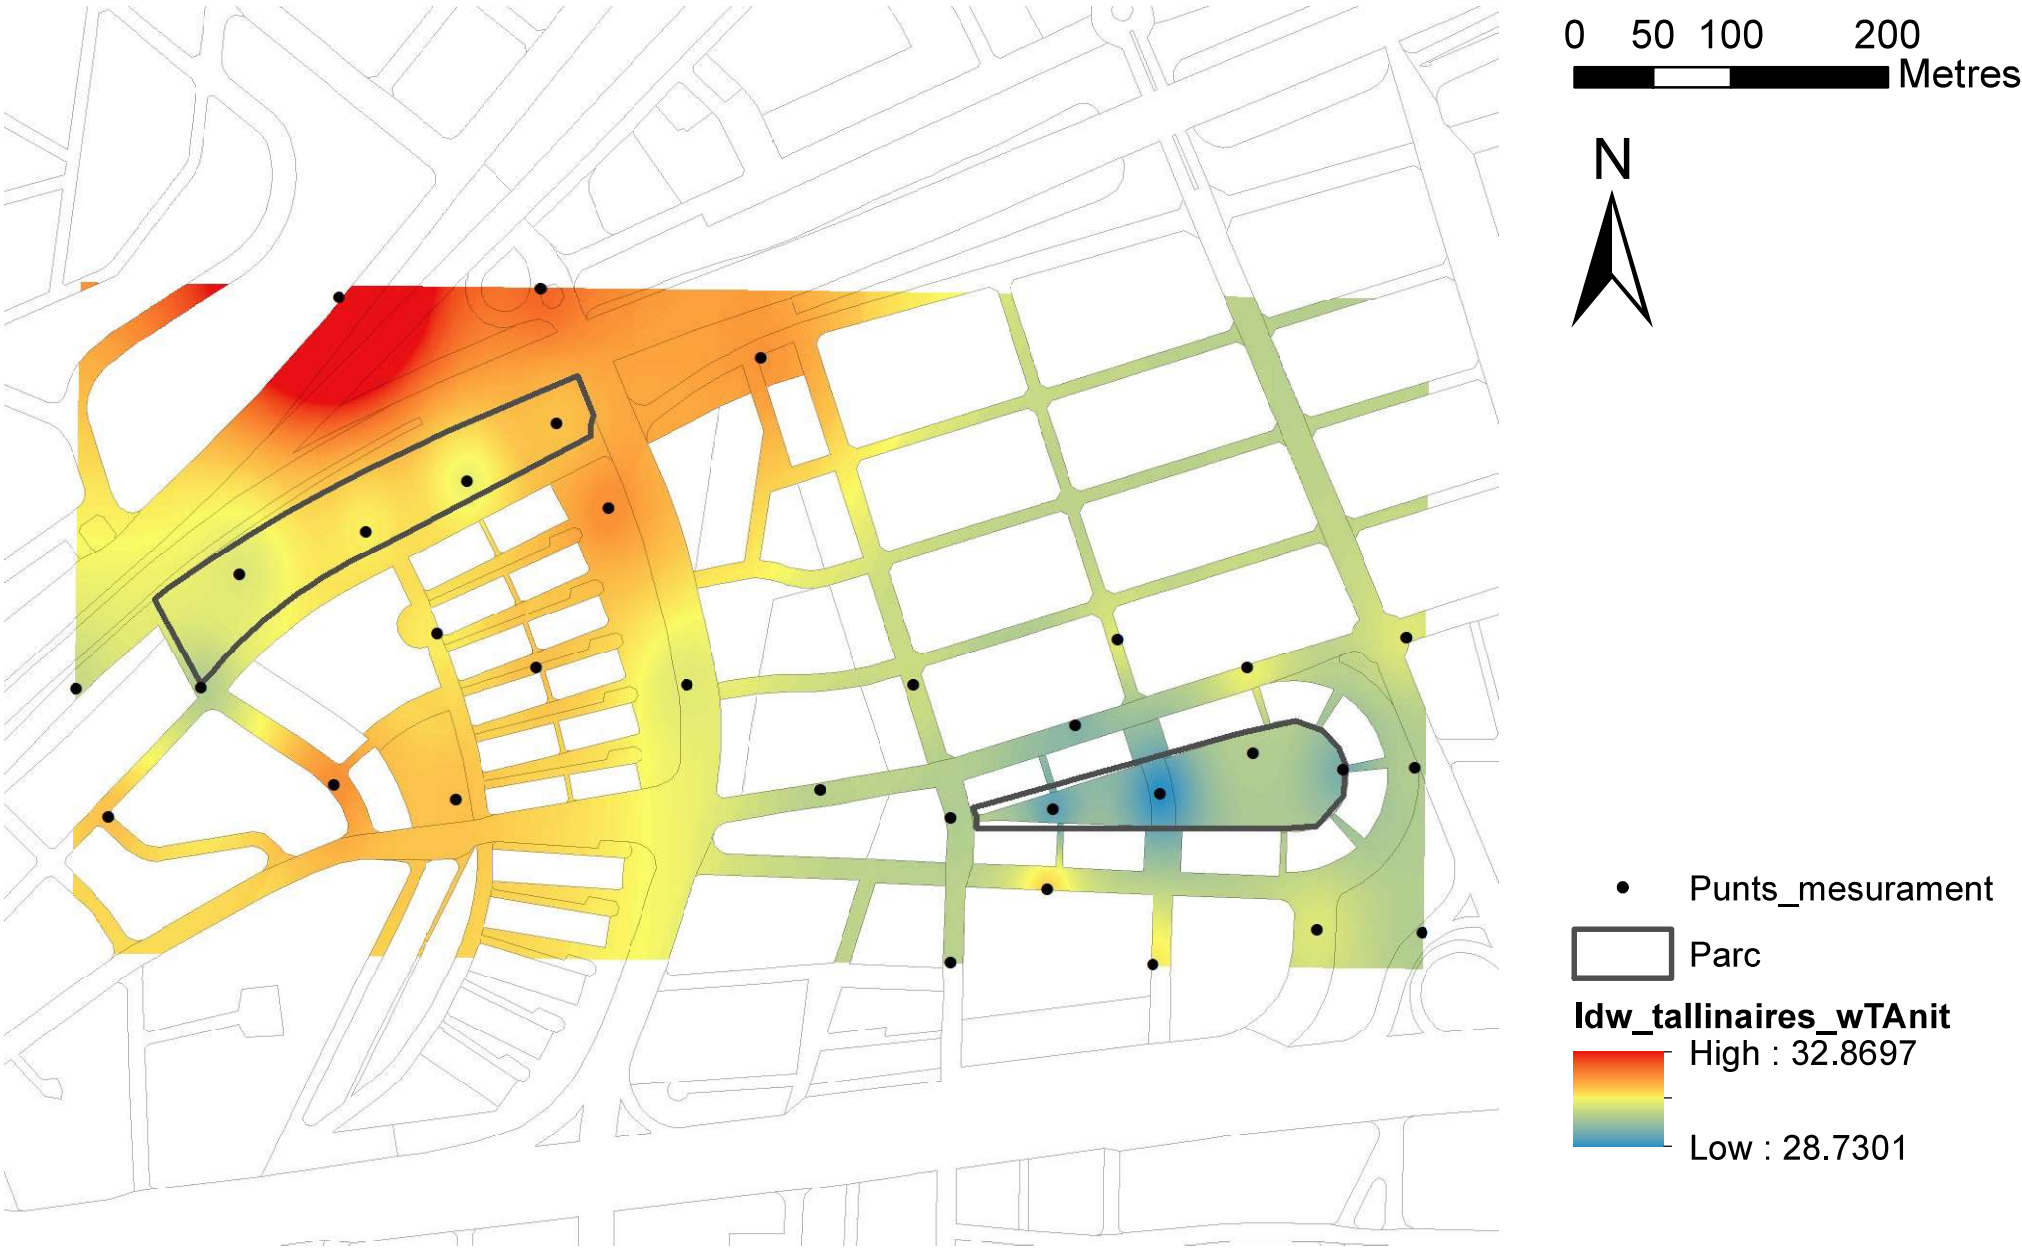 0 50 100 200
Metres
N
Punts_mesurament
Parc
Idw_tallinaires_wTAnit
High : 32.8697
Low : 28.7301